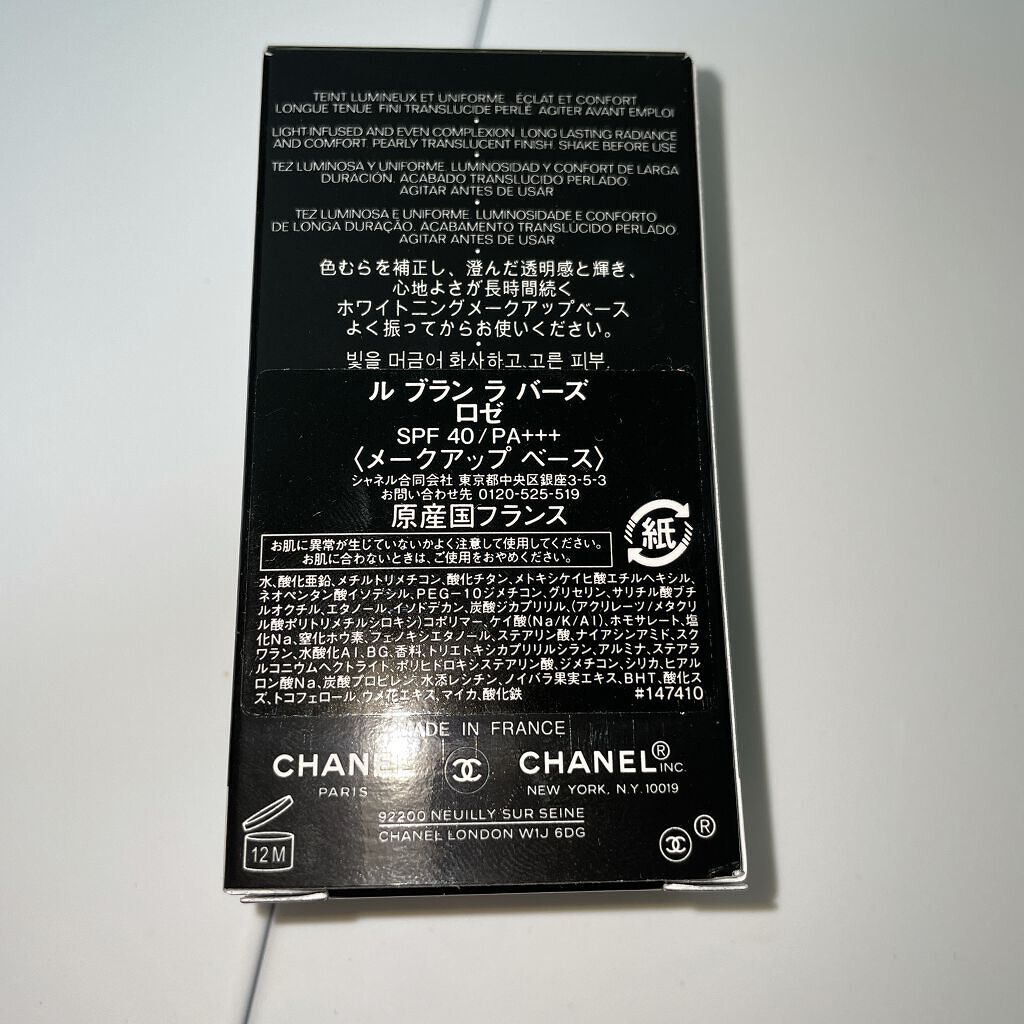 TEINT LUMINEUX ET UNIFORME. ÉCLAT ET CONFORT
LONGUE TENUE. FINI TRANSLUCIDE PERLÉ. AGITER AVANT EMPLOI
•
LIGHT-INFUSED AND EVEN COMPLEXION. LONG LASTING RADIANCE
AND COMFORT. PEARLY TRANSLUCENT FINISH. SHAKE BEFORE USE
•
TEZ LUMINOSA Y UNIFORME. LUMINOSIDAD Y CONFORT DE LARGA
DURACIÓN. ACABADO TRANSLÚCIDO PERLADO.
AGITAR ANTES DE USAR
•
TEZ LUMINOSA E UNIFORME. LUMINOSIDADE E CONFORTO
DE LONGA DURAÇÃO. ACABAMENTO TRANSLÚCIDO PERLADO.
AGITAR ANTES DE USAR
•
色むらを補正し、澄んだ透明感と輝き、
心地よさが長時間続く
ホワイトニングメークアップベース
よく振ってからお使いください。
•
빛을 머금어 화사하고 고른 피부.
ル ブラン ラ バーズ
ロゼ
SPF 40/PA+++
〈メークアップ ベース〉
シャネル合同会社 東京都中央区銀座3-5-3
お問い合わせ先 0120-525-519
原産国フランス
紙
お肌に異常が生じていないかよく注意して使用してください。
お肌に合わないときは、ご使用をおやめください。
水、酸化亜鉛、メチルトリメチコン、酸化チタン、メトキシケイヒ酸エチルヘキシル、
ネオペンタン酸イソデシル、PEG-10ジメチコン、グリセリン、サリチル酸ブチ
ルオクチル、エタノール、イソドデカン、炭酸ジカプリリル、(アクリレーツ/メタクリ
ル酸ポリトリメチルシロキシ)コポリマー、ケイ酸(Na/K/Al)、ホモサレート、塩
化Na、窒化ホウ素、フェノキシエタノール、ステアリン酸、ナイアシンアミド、スク
ワラン、水酸化Al、BG、香料、トリエトキシカプリリルシラン、アルミナ、ステアラ
ルコニウムヘクトライト、ポリヒドロキシステアリン酸、ジメチコン、シリカ、ヒアル
ロン酸Na、炭酸プロピレン、水添レシチン、ノイバラ果実エキス、BHT、酸化ス
ズ、トコフェロール、ウメ花エキス、マイカ、酸化鉄 #147410
MADE IN FRANCE
CHANEL CHANEL® INC.
PARIS NEW YORK, N.Y. 10019
92200 NEUILLY SUR SEINE
CHANEL LONDON W1J 6DG
12M
®